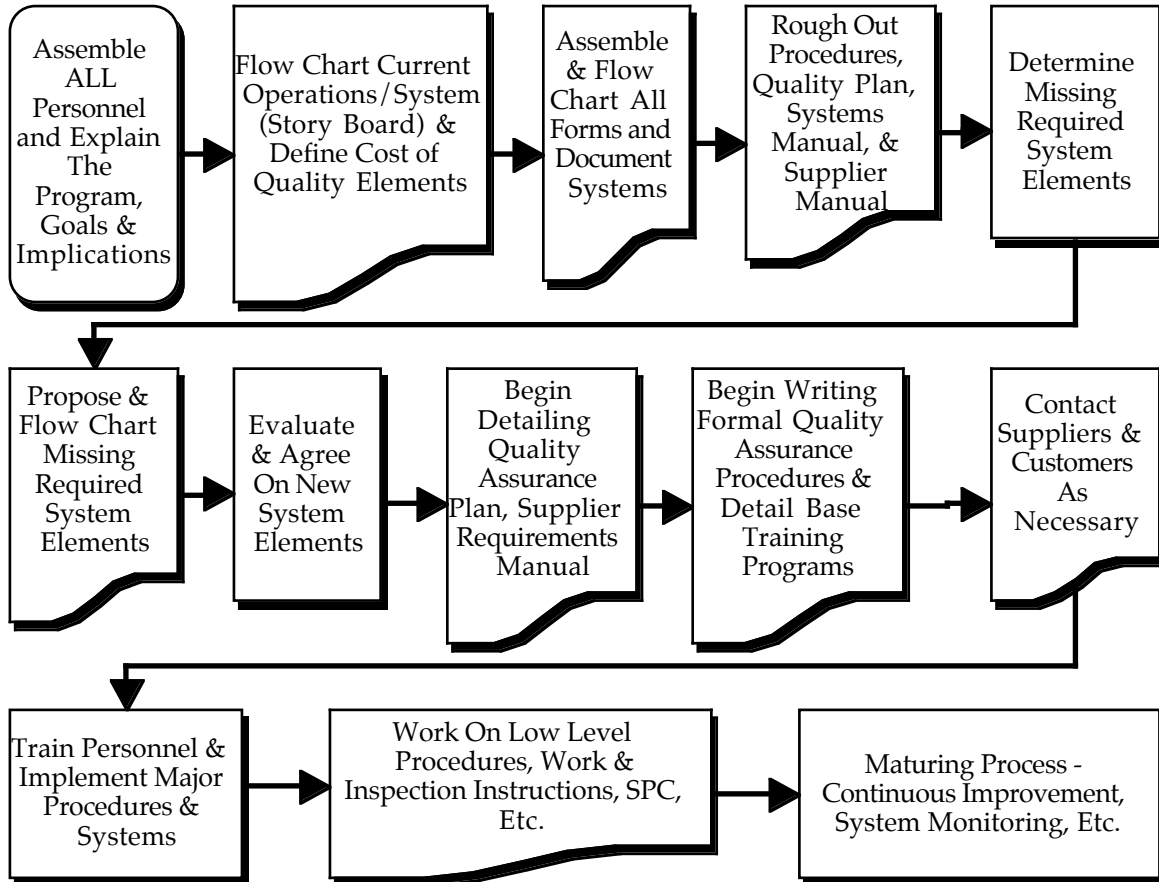 Assemble
ALL
Personnel
and Explain
The
Program,
Goals &
Implications
Flow Chart Current
Operations/System
(Story Board) &
Define Cost of
Quality Elements
Assemble
& Flow
Chart All
Forms and
Document
Systems
Rough Out
Procedures,
Quality Plan,
Systems
Manual, &
Supplier
Manual
Determine
Missing
Required
System
Elements
Propose &
Flow Chart
Missing
Required
System
Elements
Evaluate
& Agree
On New
System
Elements
Begin
Detailing
Quality
Assurance
Plan, Supplier
Requirements
Manual
Begin Writing
Formal Quality
Assurance
Procedures &
Detail Base
Training
Programs
Contact
Suppliers &
Customers
As
Necessary
Train Personnel &
Implement Major
Procedures &
Systems
Work On Low Level
Procedures, Work &
Inspection Instructions, SPC,
Etc.
Maturing Process -
Continuous Improvement,
System Monitoring, Etc.